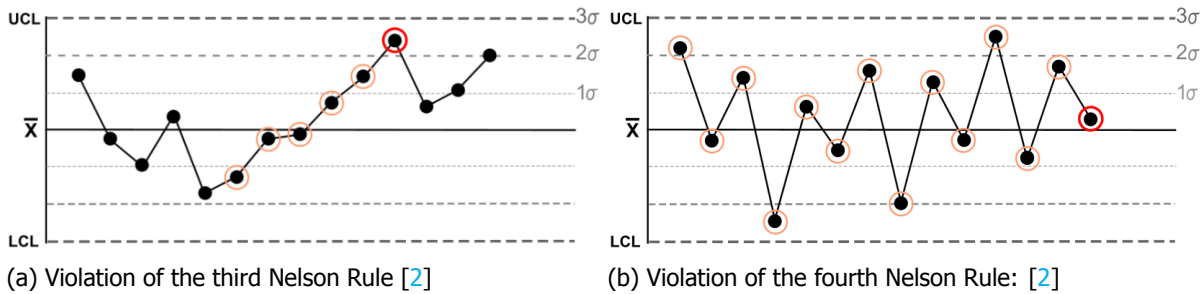 UCL
3σ
2σ
1σ
X̄
LCL
(a) Violation of the third Nelson Rule [2]
UCL
3σ
2σ
1σ
X̄
LCL
(b) Violation of the fourth Nelson Rule: [2]